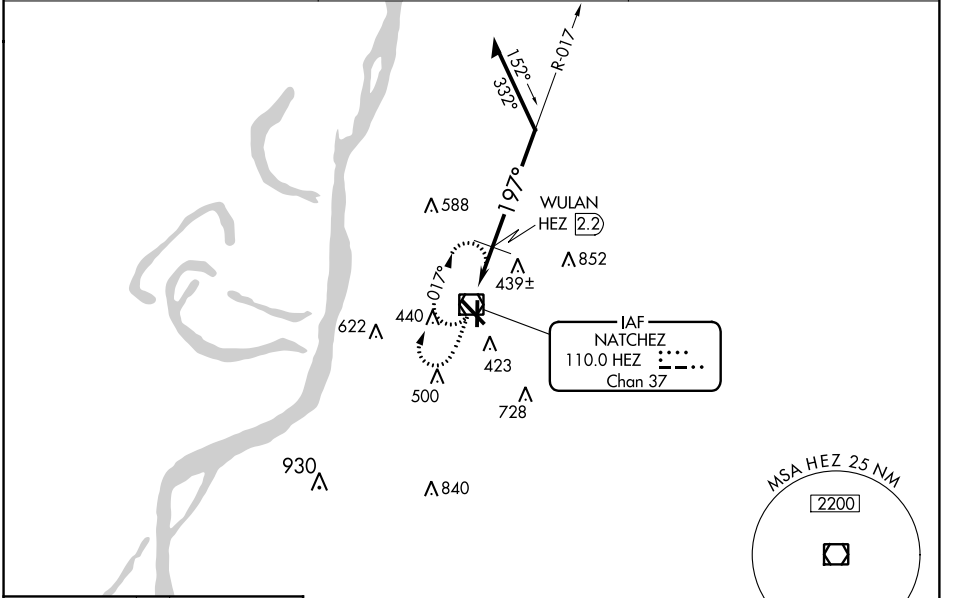 R-017
152°
332°
197°
588
WULAN
HEZ 2.2
852
439±
017°
440
622
423
500
728
IAF
NATCHEZ
110.0 HEZ
Chan 37
930
840
MSA HEZ 25 NM
2200